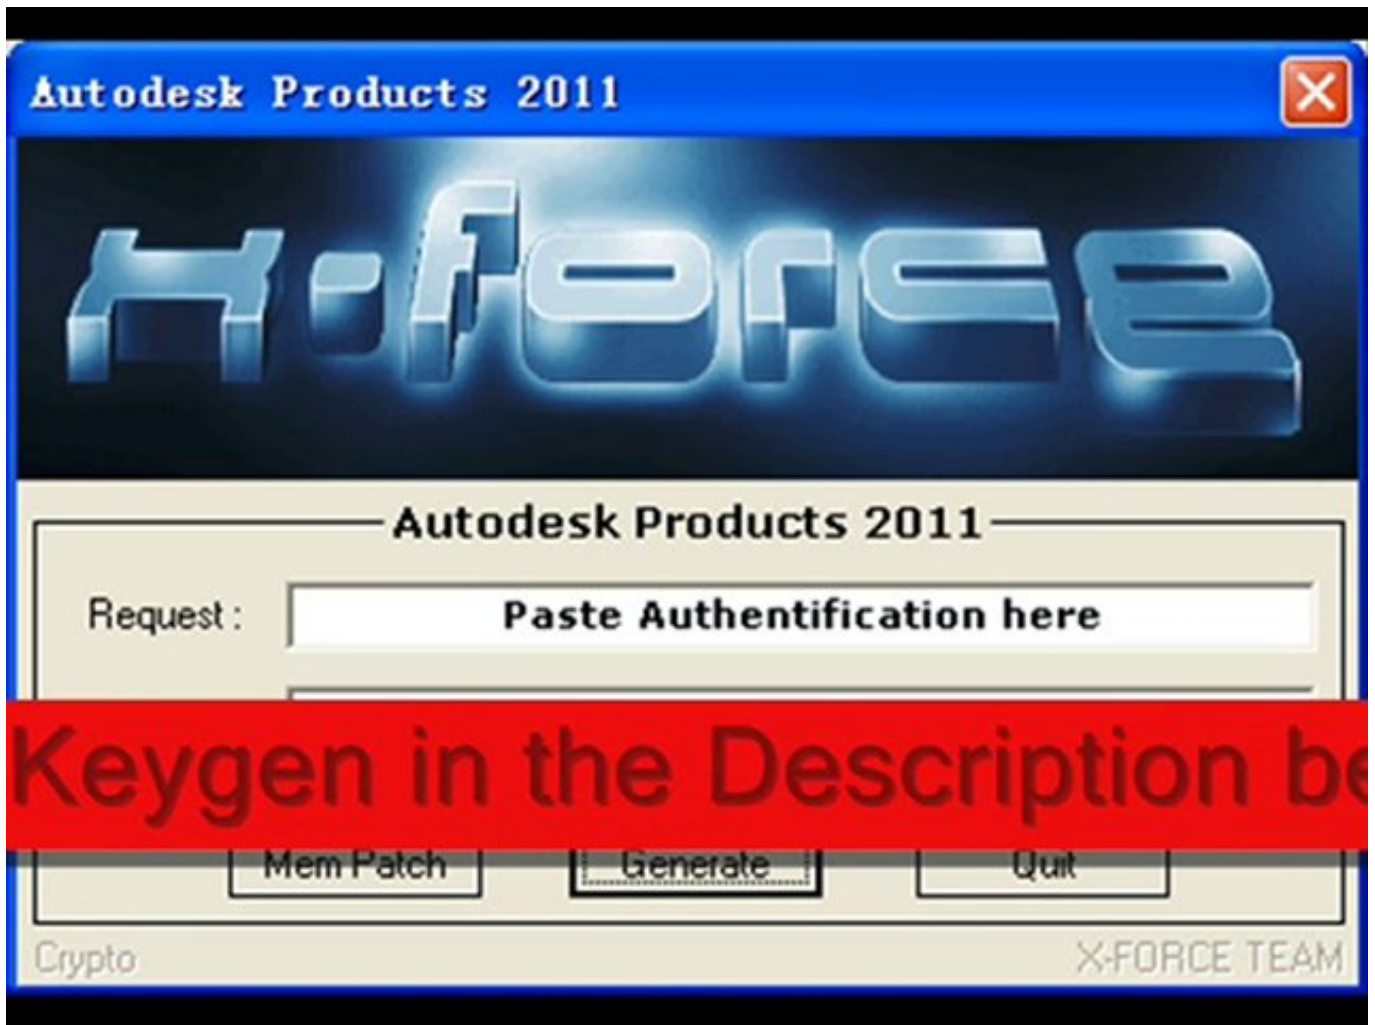 Autodesk Products 2011
X-force
Autodesk Products 2011
Request :
Paste Authentification here
Keygen in the Description be
Mem Patch
Generate
Quit
Crypto
X-FORCE TEAM